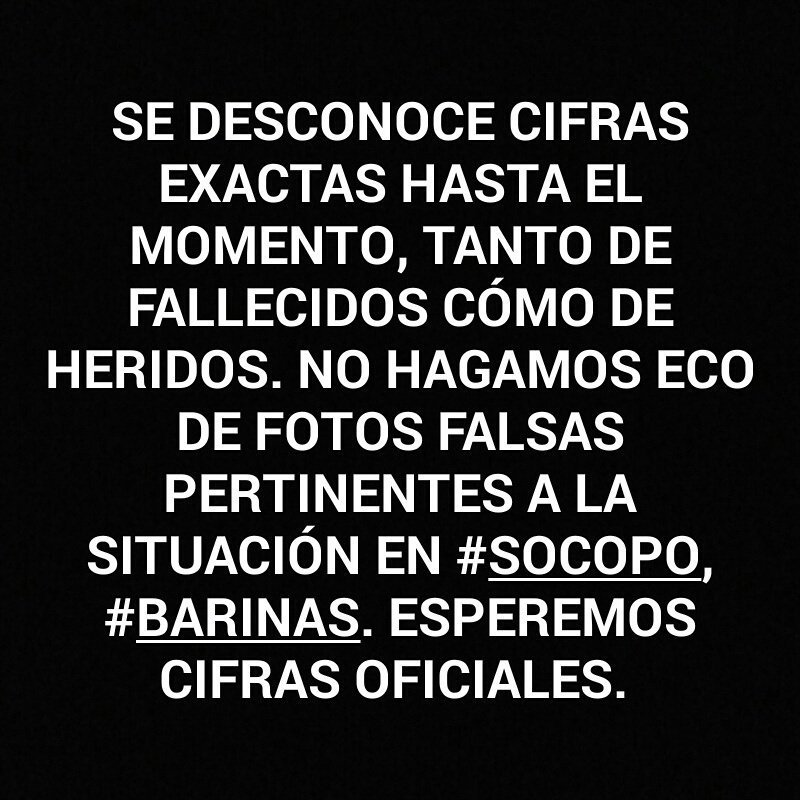 SE DESCONOCE CIFRAS
EXACTAS HASTA EL
MOMENTO, TANTO DE
FALLECIDOS CÓMO DE
HERIDOS. NO HAGAMOS ECO
DE FOTOS FALSAS
PERTINENTES A LA
SITUACIÓN EN #SOCOPO,
#BARINAS. ESPEREMOS
CIFRAS OFICIALES.